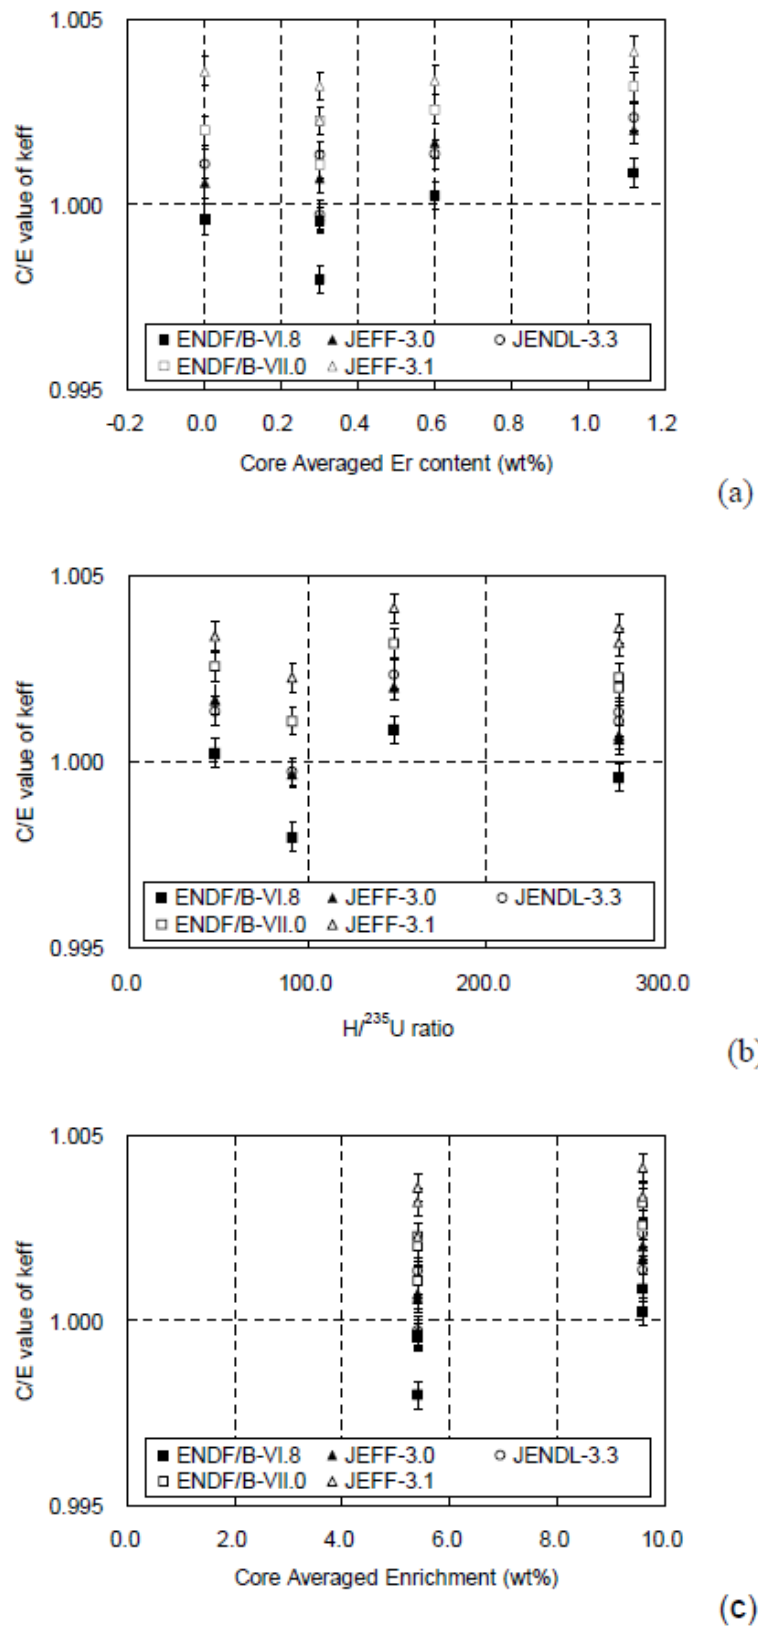 1.005
C/E value of keff
1.000
■ ENDF/B-VI.8 ▲ JEFF-3.0 ○ JENDL-3.3
□ ENDF/B-VII.0 △ JEFF-3.1
0.995
-0.2 0.0 0.2 0.4 0.6 0.8 1.0 1.2
Core Averaged Er content (wt%)
(a)
1.005
C/E value of keff
1.000
■ ENDF/B-VI.8 ▲ JEFF-3.0 ○ JENDL-3.3
□ ENDF/B-VII.0 △ JEFF-3.1
0.995
0.0 100.0 200.0 300.0
H/²³⁵U ratio
(b)
1.005
C/E value of keff
1.000
■ ENDF/B-VI.8 ▲ JEFF-3.0 ○ JENDL-3.3
□ ENDF/B-VII.0 △ JEFF-3.1
0.995
0.0 2.0 4.0 6.0 8.0 10.0
Core Averaged Enrichment (wt%)
(c)